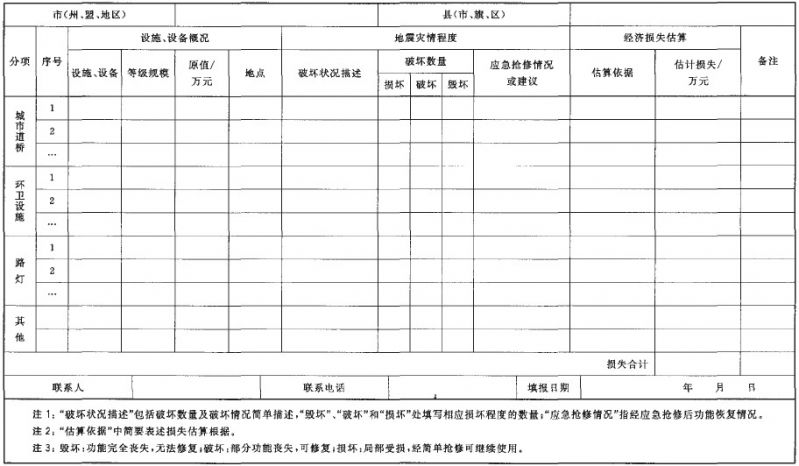 市(州、盟、地区) 县(市、旗、区)
分项 序号 设施、设备概况 地震灾情程度 经济损失估算 备注
设施、设备 等级规模 原值/万元 地点 破坏状况描述 破坏数量 应急抢修情况或建议 估算依据 估计损失/万元
损坏 破坏 毁坏
城市道桥 1
2
…
环卫设施 1
2
…
路灯 1
2
…
其他
损失合计
联系人 联系电话 填报日期 年 月 日
注1:“破坏状况描述”包括破坏数量及破坏情况简单描述,“毁坏”、“破坏”和“损坏”处填写相应损坏程度的数量;“应急抢修情况”指经应急抢修后功能恢复情况。
注2:“估算依据”中简要表述损失估算根据。
注3:毁坏:功能完全丧失,无法修复;破坏:部分功能丧失,可修复;损坏:局部受损,经简单抢修可继续使用。